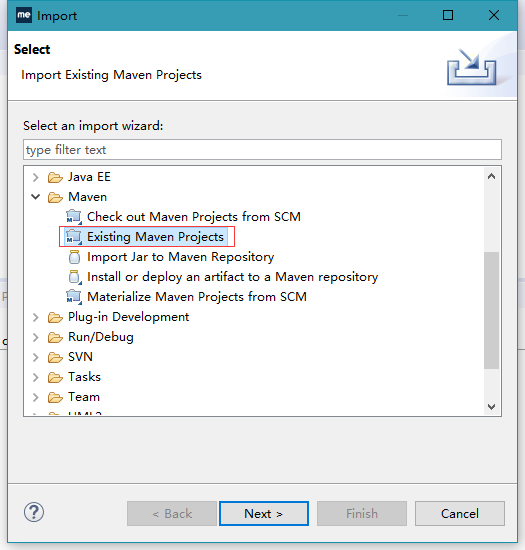 me Import
Select
Import Existing Maven Projects
Select an import wizard:
type filter text
Java EE
Maven
Check out Maven Projects from SCM
Existing Maven Projects
Import Jar to Maven Repository
Install or deploy an artifact to a Maven repository
Materialize Maven Projects from SCM
Plug-in Development
Run/Debug
SVN
Tasks
Team
? < Back Next > Finish Cancel